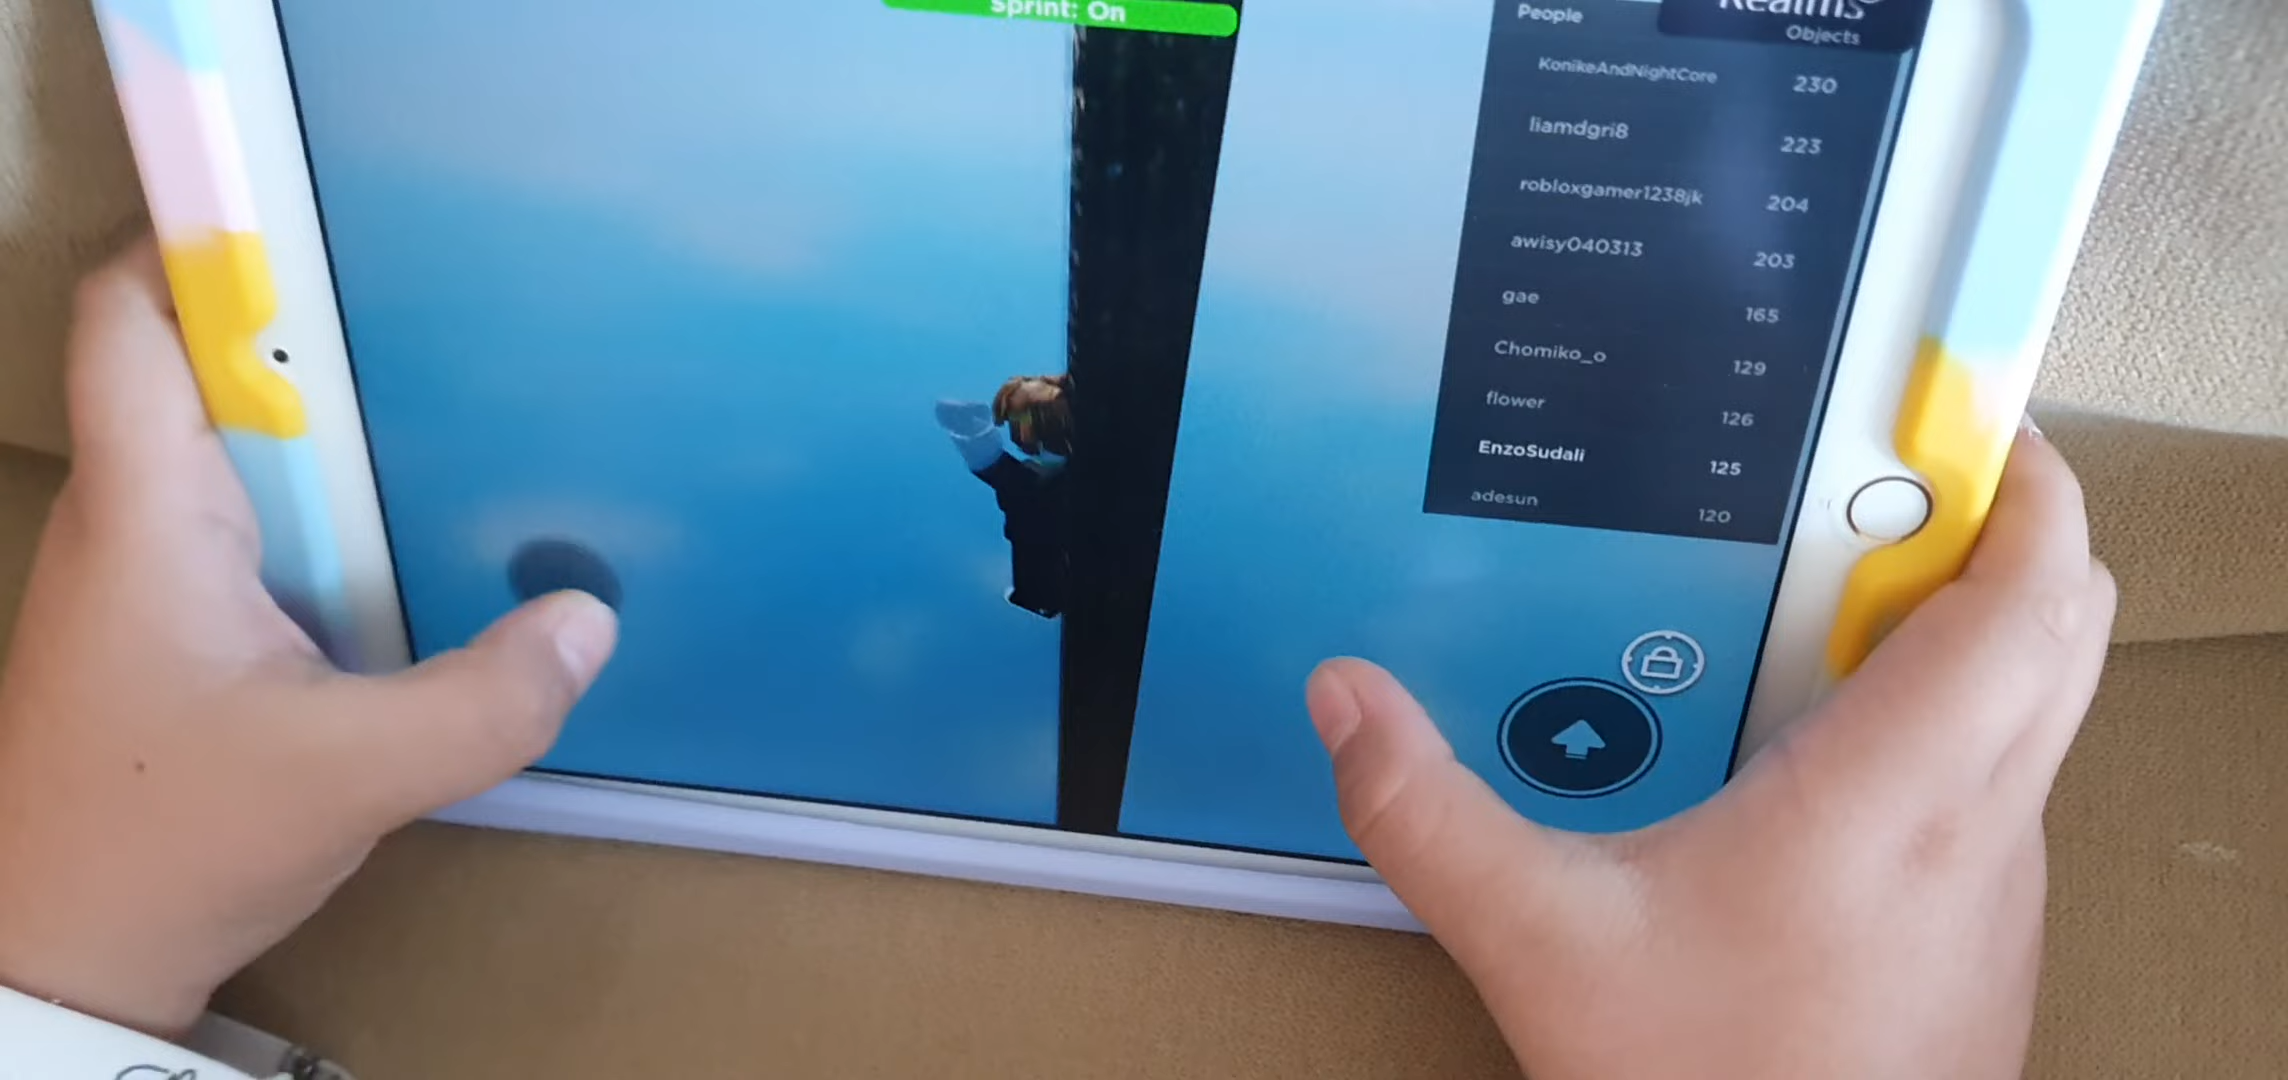 Sprint: On
Realms
People Objects
KonikeAndNightCore 230
liamdgri8 223
robloxgamer1238jk 204
awisy040313 203
gae 165
Chomiko_o 129
flower 126
EnzoSudali 125
adesun 120